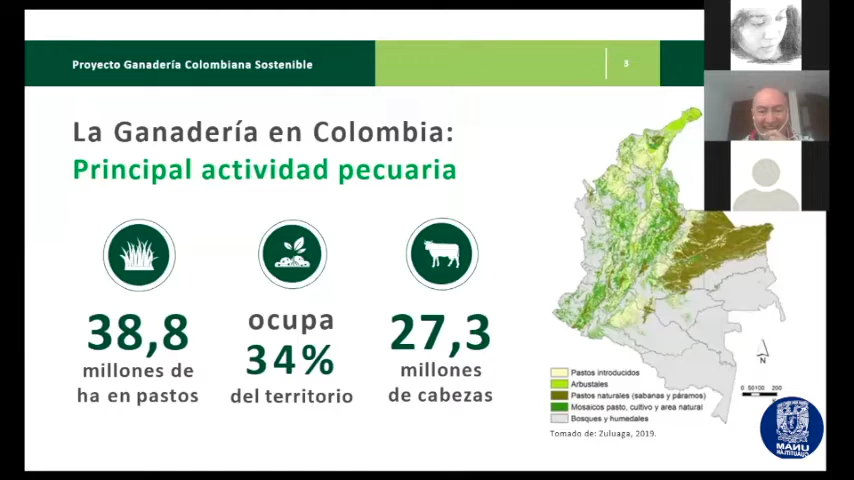 Proyecto Ganadería Colombiana Sostenible
3
La Ganadería en Colombia:
Principal actividad pecuaria
38,8
millones de
ha en pastos
ocupa
34%
del territorio
27,3
millones
de cabezas
N
0 50100 200
Pastos introducidos
Arbustales
Pastos naturales (sabanas y páramos)
Mosaicos pasto, cultivo y area natural
Bosques y humedales
Tomado de: Zuluaga, 2019.